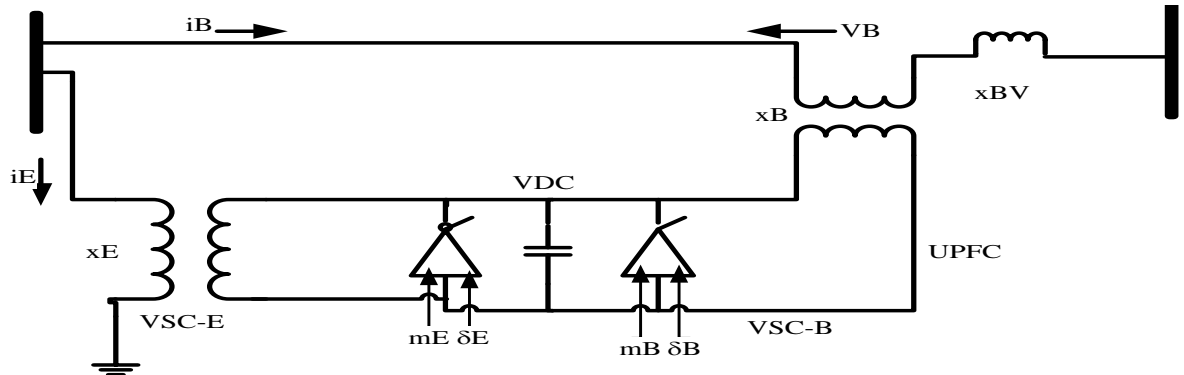 iB
VB
xBV
xB
iE
VDC
xE
UPFC
VSC-E
VSC-B
mE δE
mB δB